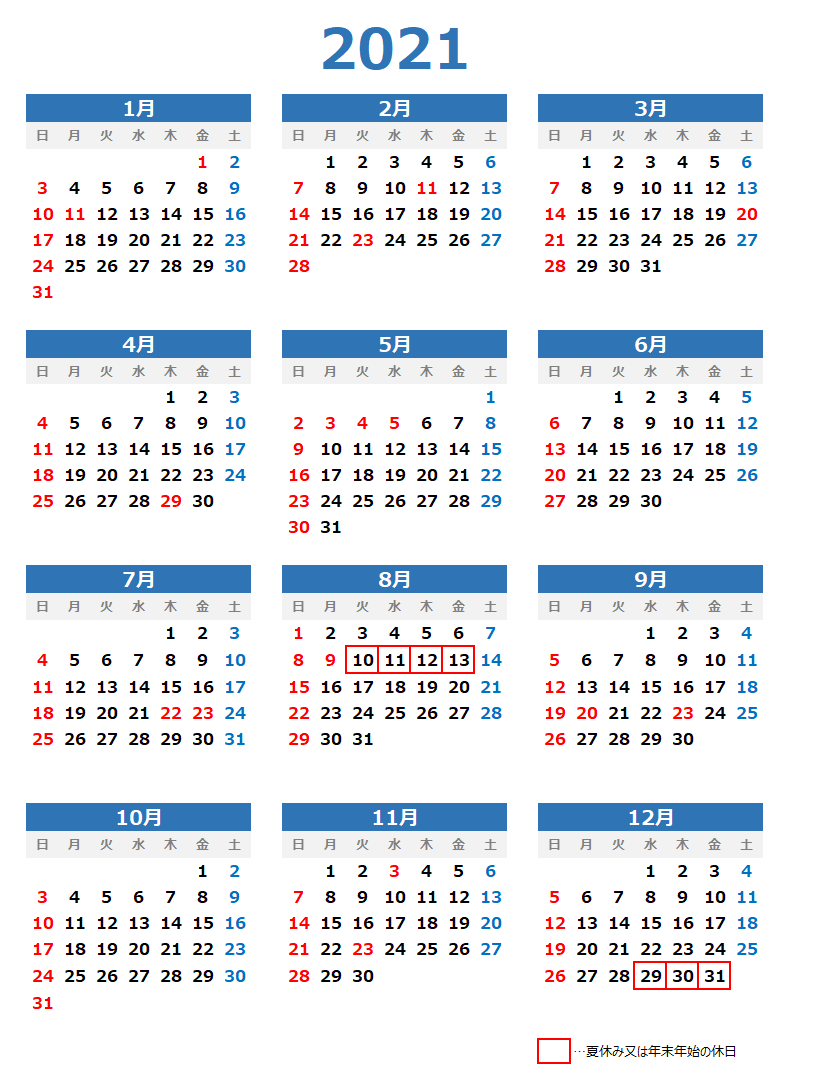 2021
1月 2月 3月
日 月 火 水 木 金 土 日 月 火 水 木 金 土 日 月 火 水 木 金 土
1 2 1 2 3 4 5 6 1 2 3 4 5 6
3 4 5 6 7 8 9 7 8 9 10 11 12 13 7 8 9 10 11 12 13
10 11 12 13 14 15 16 14 15 16 17 18 19 20 14 15 16 17 18 19 20
17 18 19 20 21 22 23 21 22 23 24 25 26 27 21 22 23 24 25 26 27
24 25 26 27 28 29 30 28 28 29 30 31
31
4月 5月 6月
日 月 火 水 木 金 土 日 月 火 水 木 金 土 日 月 火 水 木 金 土
1 2 3 1 1 2 3 4 5
4 5 6 7 8 9 10 2 3 4 5 6 7 8 6 7 8 9 10 11 12
11 12 13 14 15 16 17 9 10 11 12 13 14 15 13 14 15 16 17 18 19
18 19 20 21 22 23 24 16 17 18 19 20 21 22 20 21 22 23 24 25 26
25 26 27 28 29 30 23 24 25 26 27 28 29 27 28 29 30
30 31
7月 8月 9月
日 月 火 水 木 金 土 日 月 火 水 木 金 土 日 月 火 水 木 金 土
1 2 3 1 2 3 4 5 6 7 1 2 3 4
4 5 6 7 8 9 10 8 9 10 11 12 13 14 5 6 7 8 9 10 11
11 12 13 14 15 16 17 15 16 17 18 19 20 21 12 13 14 15 16 17 18
18 19 20 21 22 23 24 22 23 24 25 26 27 28 19 20 21 22 23 24 25
25 26 27 28 29 30 31 29 30 31 26 27 28 29 30
10月 11月 12月
日 月 火 水 木 金 土 日 月 火 水 木 金 土 日 月 火 水 木 金 土
1 2 1 2 3 4 5 6 1 2 3 4
3 4 5 6 7 8 9 7 8 9 10 11 12 13 5 6 7 8 9 10 11
10 11 12 13 14 15 16 14 15 16 17 18 19 20 12 13 14 15 16 17 18
17 18 19 20 21 22 23 21 22 23 24 25 26 27 19 20 21 22 23 24 25
24 25 26 27 28 29 30 28 29 30 26 27 28 29 30 31
31
…夏休み又は年末年始の休日